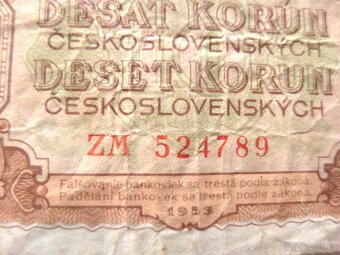 DESAŤ KORUN
ČESKOSLOVENSKÝCH
DESET KORUN
ČESKOSLOVENSKÝCH
ZM 524789
Falšovanie bankoviek sa trestá podľa zákona.
Padělání bankovek se trestá podle zákona.
1953